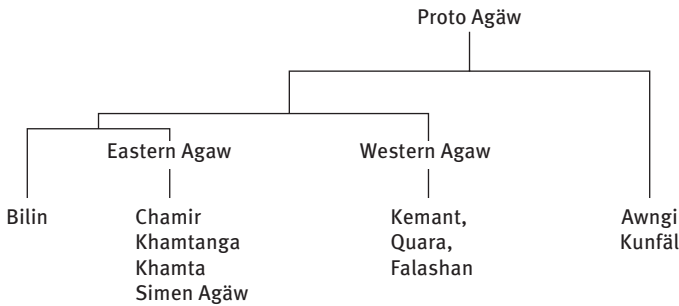 Proto Agäw
Eastern Agaw
Western Agaw
Bilin
Chamir
Khamtanga
Khamta
Simen Agäw
Kemant,
Quara,
Falashan
Awngi
Kunfäl